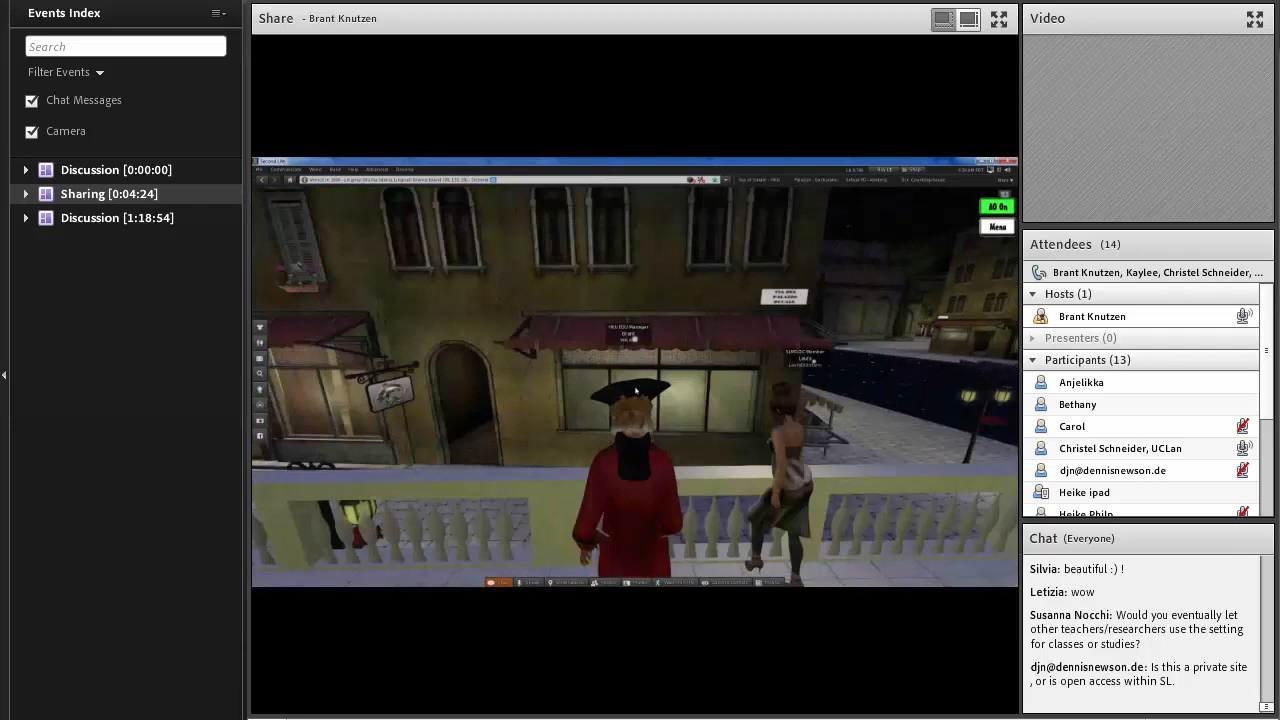 Events Index
Search
Filter Events
Chat Messages
Camera
Discussion [0:00:00]
Sharing [0:04:24]
Discussion [1:18:54]
Share - Brant Knutzen
Second Life
AO On
Menu
Video
Attendees (14)
Brant Knutzen, Kaylee, Christel Schneider, ...
Hosts (1)
Brant Knutzen
Presenters (0)
Participants (13)
Anjelikka
Bethany
Carol
Christel Schneider, UCLan
djn@dennisnewson.de
Heike ipad
Heike Philp
Chat (Everyone)
Silvia: beautiful :) !
Letizia: wow
Susanna Nocchi: Would you eventually let
other teachers/researchers use the setting
for classes or studies?
djn@dennisnewson.de: Is this a private site
, or is open access within SL.